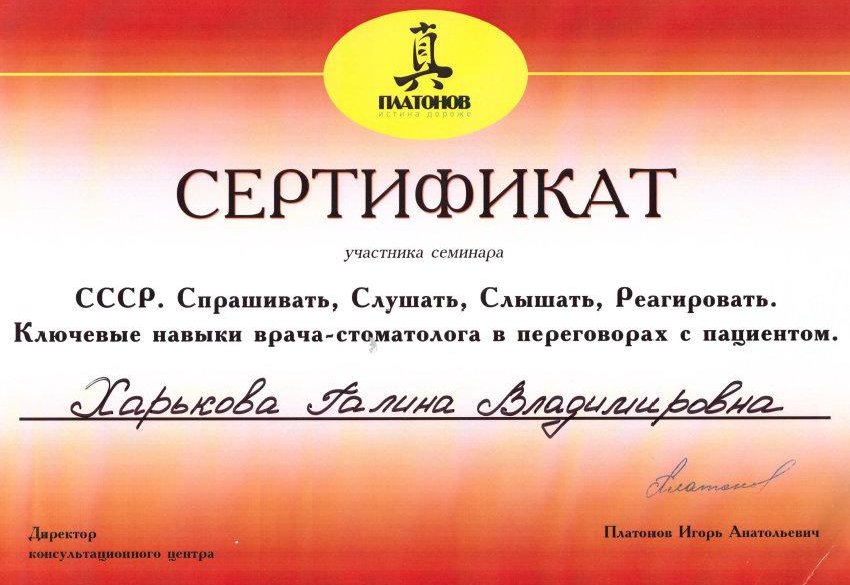 真
ПЛАТОНОВ
истина дороже
СЕРТИФИКАТ
участника семинара
СССР. Спрашивать, Слушать, Слышать, Реагировать.
Ключевые навыки врача-стоматолога в переговорах с пациентом.
Харькова Галина Владимировна
Платонов
Директор
консультационного центра
Платонов Игорь Анатольевич